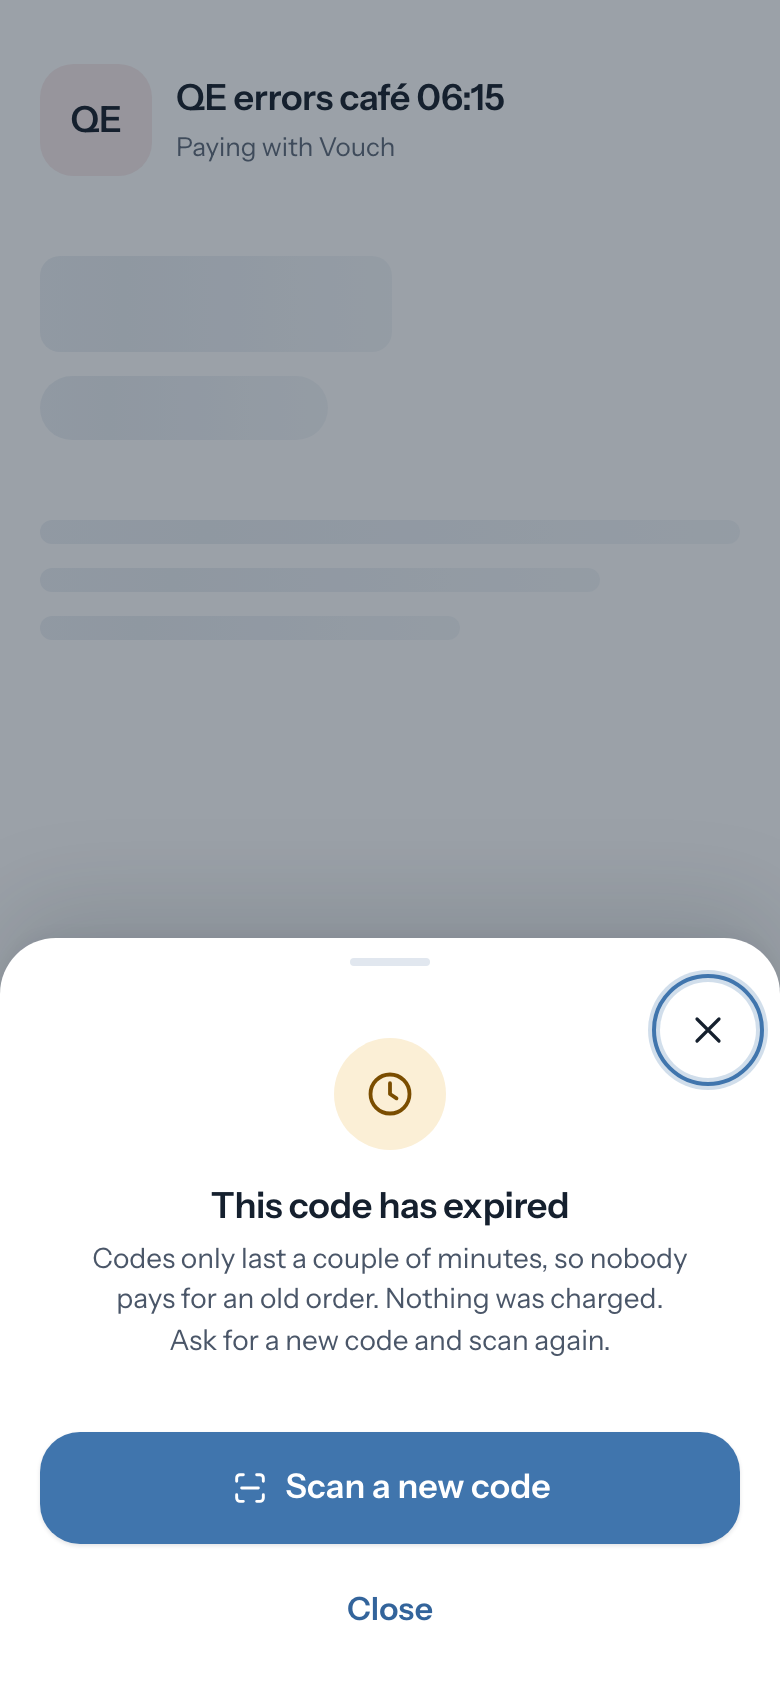 QE
QE errors café 06:15
Paying with Vouch
This code has expired
Codes only last a couple of minutes, so nobody
pays for an old order. Nothing was charged.
Ask for a new code and scan again.
Scan a new code
Close